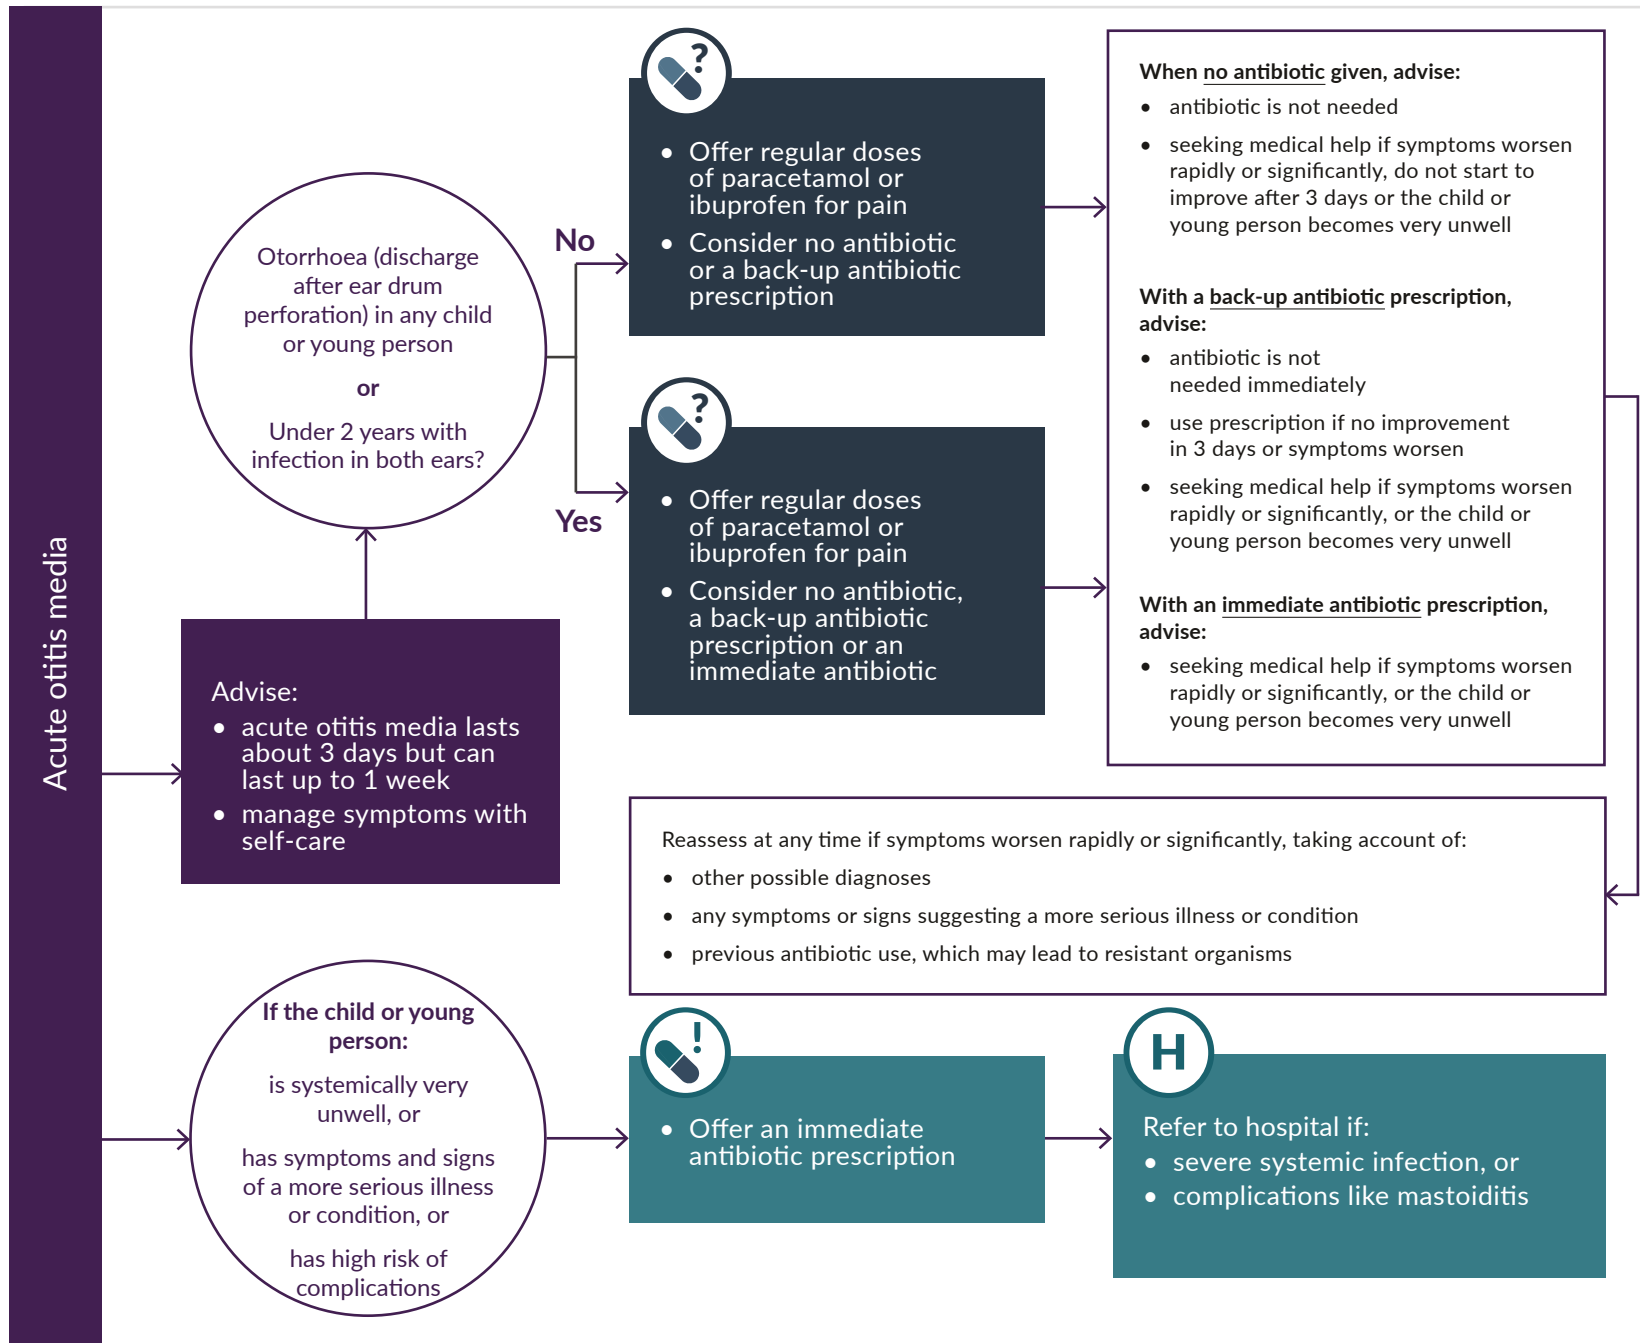 Acute otitis media
Advise:
• acute otitis media lasts
about 3 days but can
last up to 1 week
• manage symptoms with
self-care
Otorrhoea (discharge
after ear drum
perforation) in any child
or young person
or
Under 2 years with
infection in both ears?
No
?
• Offer regular doses
of paracetamol or
ibuprofen for pain
• Consider no antibiotic
or a back-up antibiotic
prescription
Yes
?
• Offer regular doses
of paracetamol or
ibuprofen for pain
• Consider no antibiotic,
a back-up antibiotic
prescription or an
immediate antibiotic
When no antibiotic given, advise:
• antibiotic is not needed
• seeking medical help if symptoms worsen
rapidly or significantly, do not start to
improve after 3 days or the child or
young person becomes very unwell
With a back-up antibiotic prescription,
advise:
• antibiotic is not
needed immediately
• use prescription if no improvement
in 3 days or symptoms worsen
• seeking medical help if symptoms worsen
rapidly or significantly, or the child or
young person becomes very unwell
With an immediate antibiotic prescription,
advise:
• seeking medical help if symptoms worsen
rapidly or significantly, or the child or
young person becomes very unwell
Reassess at any time if symptoms worsen rapidly or significantly, taking account of:
• other possible diagnoses
• any symptoms or signs suggesting a more serious illness or condition
• previous antibiotic use, which may lead to resistant organisms
If the child or young
person:
is systemically very
unwell, or
has symptoms and signs
of a more serious illness
or condition, or
has high risk of
complications
!
• Offer an immediate
antibiotic prescription
H
Refer to hospital if:
• severe systemic infection, or
• complications like mastoiditis